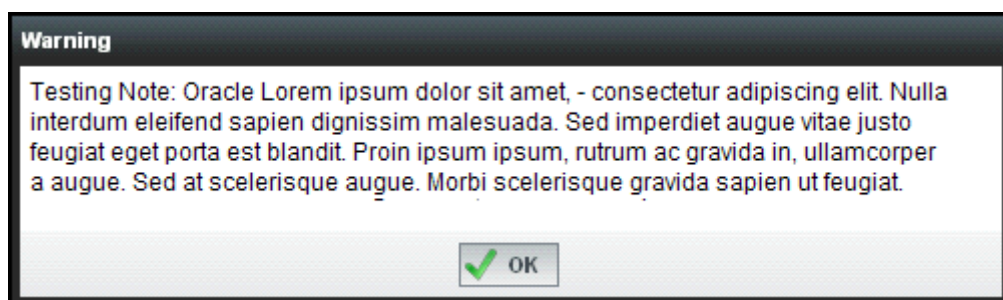 Warning
Testing Note: Oracle Lorem ipsum dolor sit amet, - consectetur adipiscing elit. Nulla
interdum eleifend sapien dignissim malesuada. Sed imperdiet augue vitae justo
feugiat eget porta est blandit. Proin ipsum ipsum, rutrum ac gravida in, ullamcorper
a augue. Sed at scelerisque augue. Morbi scelerisque gravida sapien ut feugiat.
OK